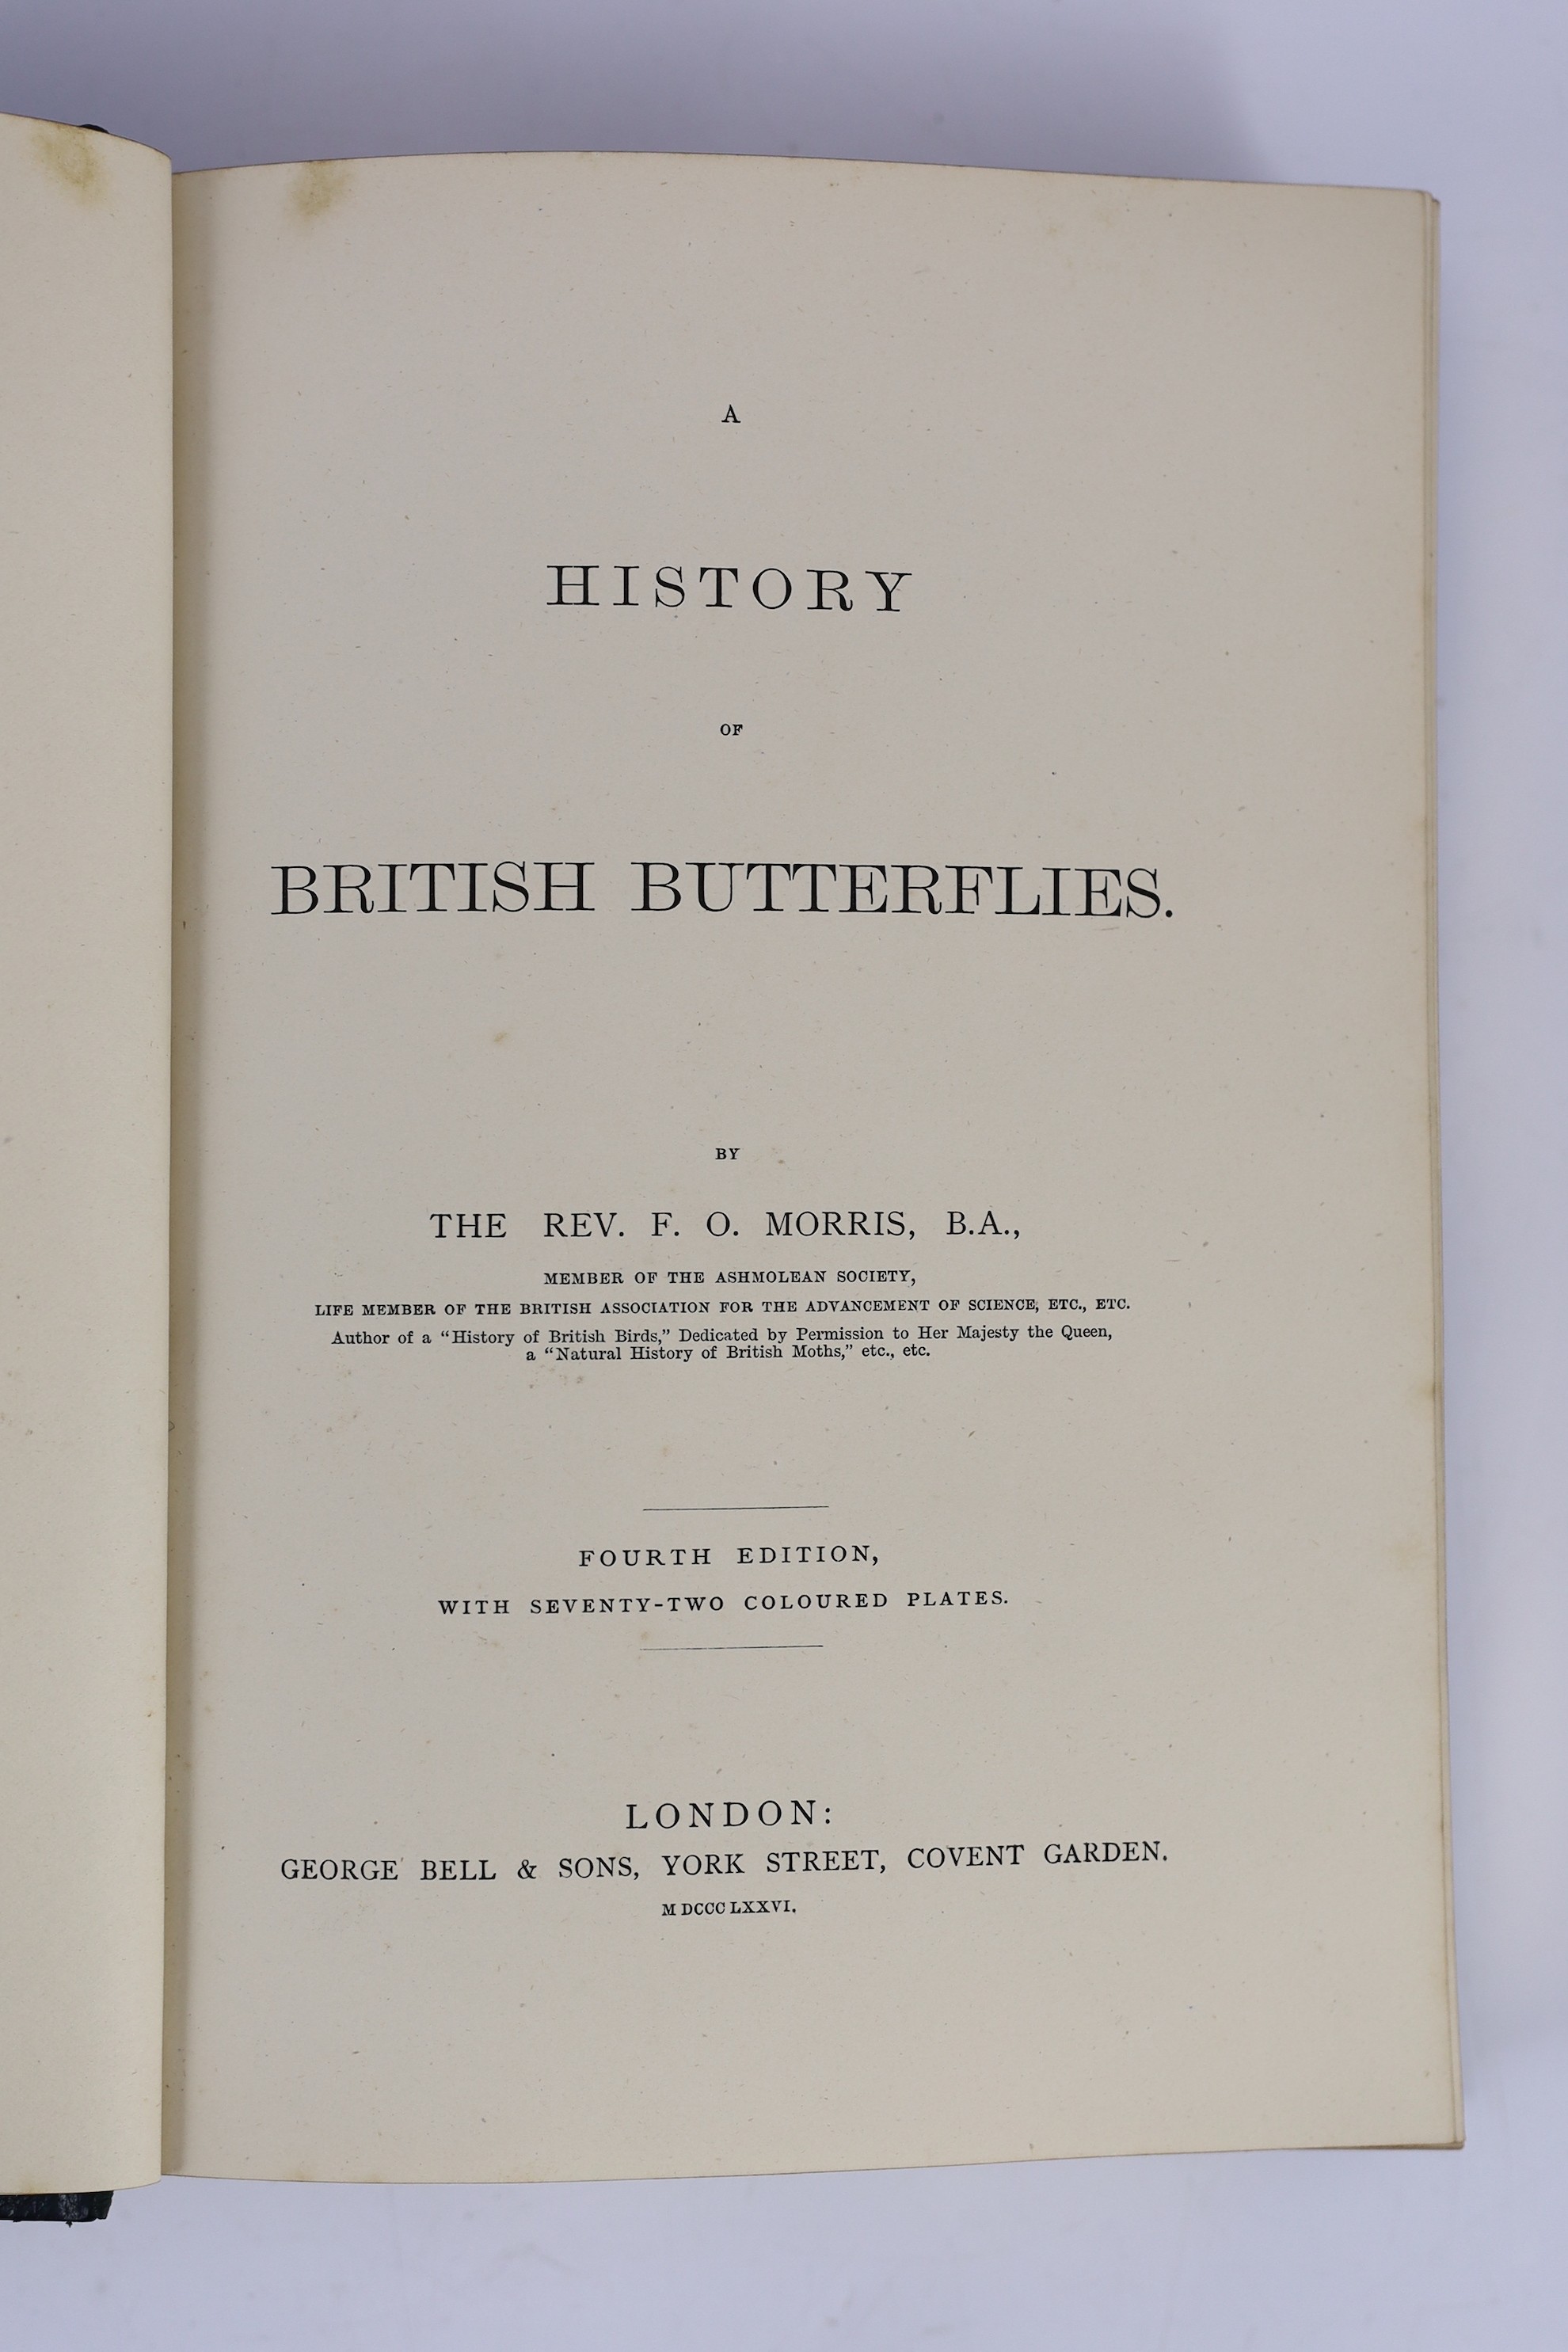 A
HISTORY
OF
BRITISH BUTTERFLIES.
BY
THE REV. F. O. MORRIS, B.A.,
MEMBER OF THE ASHMOLEAN SOCIETY,
LIFE MEMBER OF THE BRITISH ASSOCIATION FOR THE ADVANCEMENT OF SCIENCE, ETC., ETC.
Author of a “History of British Birds,” Dedicated by Permission to Her Majesty the Queen,
a “Natural History of British Moths,” etc., etc.
FOURTH EDITION,
WITH SEVENTY-TWO COLOURED PLATES.
LONDON:
GEORGE BELL & SONS, YORK STREET, COVENT GARDEN.
M DCCC LXXVI.